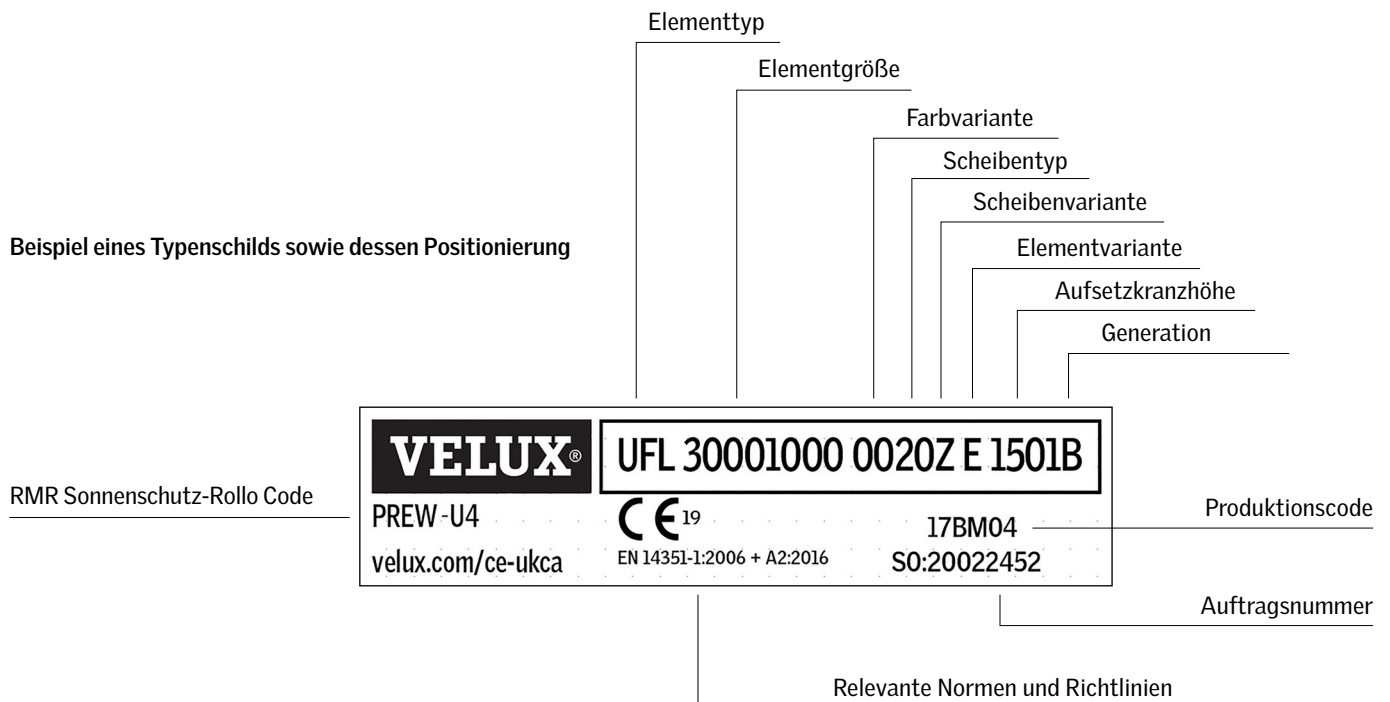 Elementtyp
Elementgröße
Farbvariante
Scheibentyp
Scheibenvariante
Beispiel eines Typenschilds sowie dessen Positionierung
Elementvariante
Aufsetzkranzhöhe
Generation
VELUX®
UFL 30001000 0020Z E 1501B
RMR Sonnenschutz-Rollo Code
PREW-U4
CE 19
17BM04
Produktionscode
velux.com/ce-ukca
EN 14351-1:2006 + A2:2016
SO:20022452
Auftragsnummer
Relevante Normen und Richtlinien